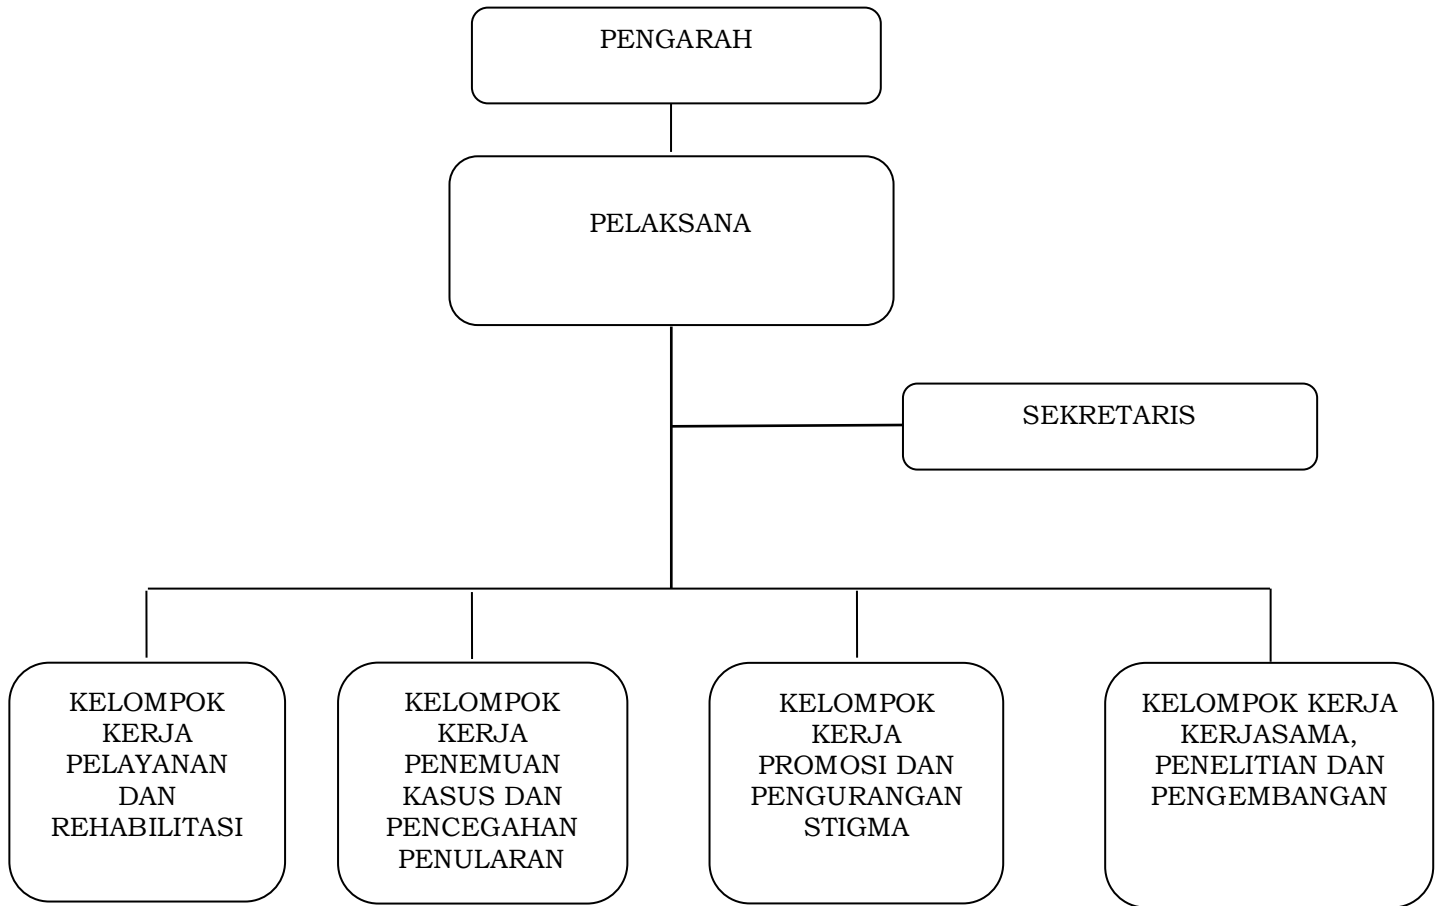 PENGARAH
PELAKSANA
SEKRETARIS
KELOMPOK
KERJA
PELAYANAN
DAN
REHABILITASI
KELOMPOK
KERJA
PENEMUAN
KASUS DAN
PENCEGAHAN
PENULARAN
KELOMPOK
KERJA
PROMOSI DAN
PENGURANGAN
STIGMA
KELOMPOK KERJA
KERJASAMA,
PENELITIAN DAN
PENGEMBANGAN